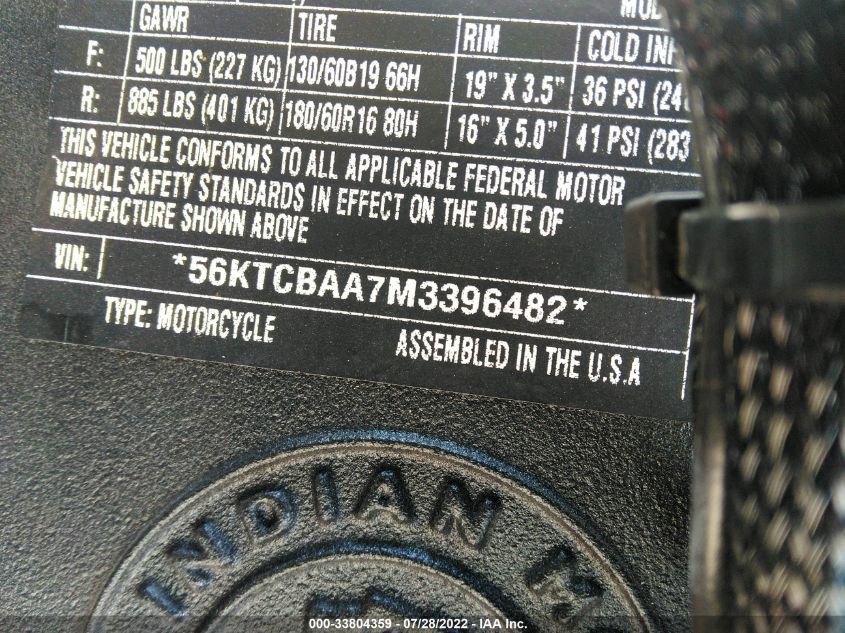 GAWR TIRE RIM COLD INF
F: 500 LBS (227 KG) 130/60B19 66H 19" X 3.5" 36 PSI (24
R: 885 LBS (401 KG) 180/60R16 80H 16" X 5.0" 41 PSI (283
THIS VEHICLE CONFORMS TO ALL APPLICABLE FEDERAL MOTOR
VEHICLE SAFETY STANDARDS IN EFFECT ON THE DATE OF
MANUFACTURE SHOWN ABOVE
VIN: *56KTCBAA7M3396482*
TYPE: MOTORCYCLE ASSEMBLED IN THE U.S.A
INDIAN M
000-33804359 - 07/28/2022 - IAA Inc.